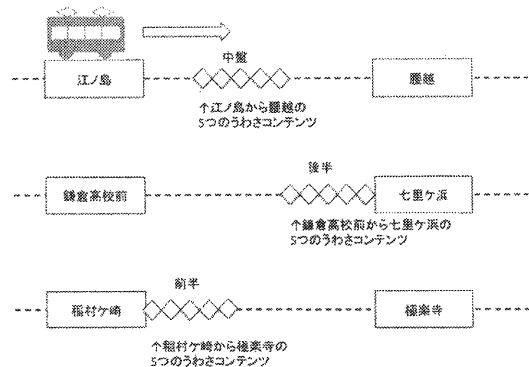 中盤
江ノ島
腰越
↑江ノ島から腰越の
5つのうわさコンテンツ
後半
鎌倉高校前
七里ケ浜
↑鎌倉高校前から七里ケ浜の
5つのうわさコンテンツ
前半
稲村ケ崎
極楽寺
↑稲村ケ崎から極楽寺の
5つのうわさコンテンツ